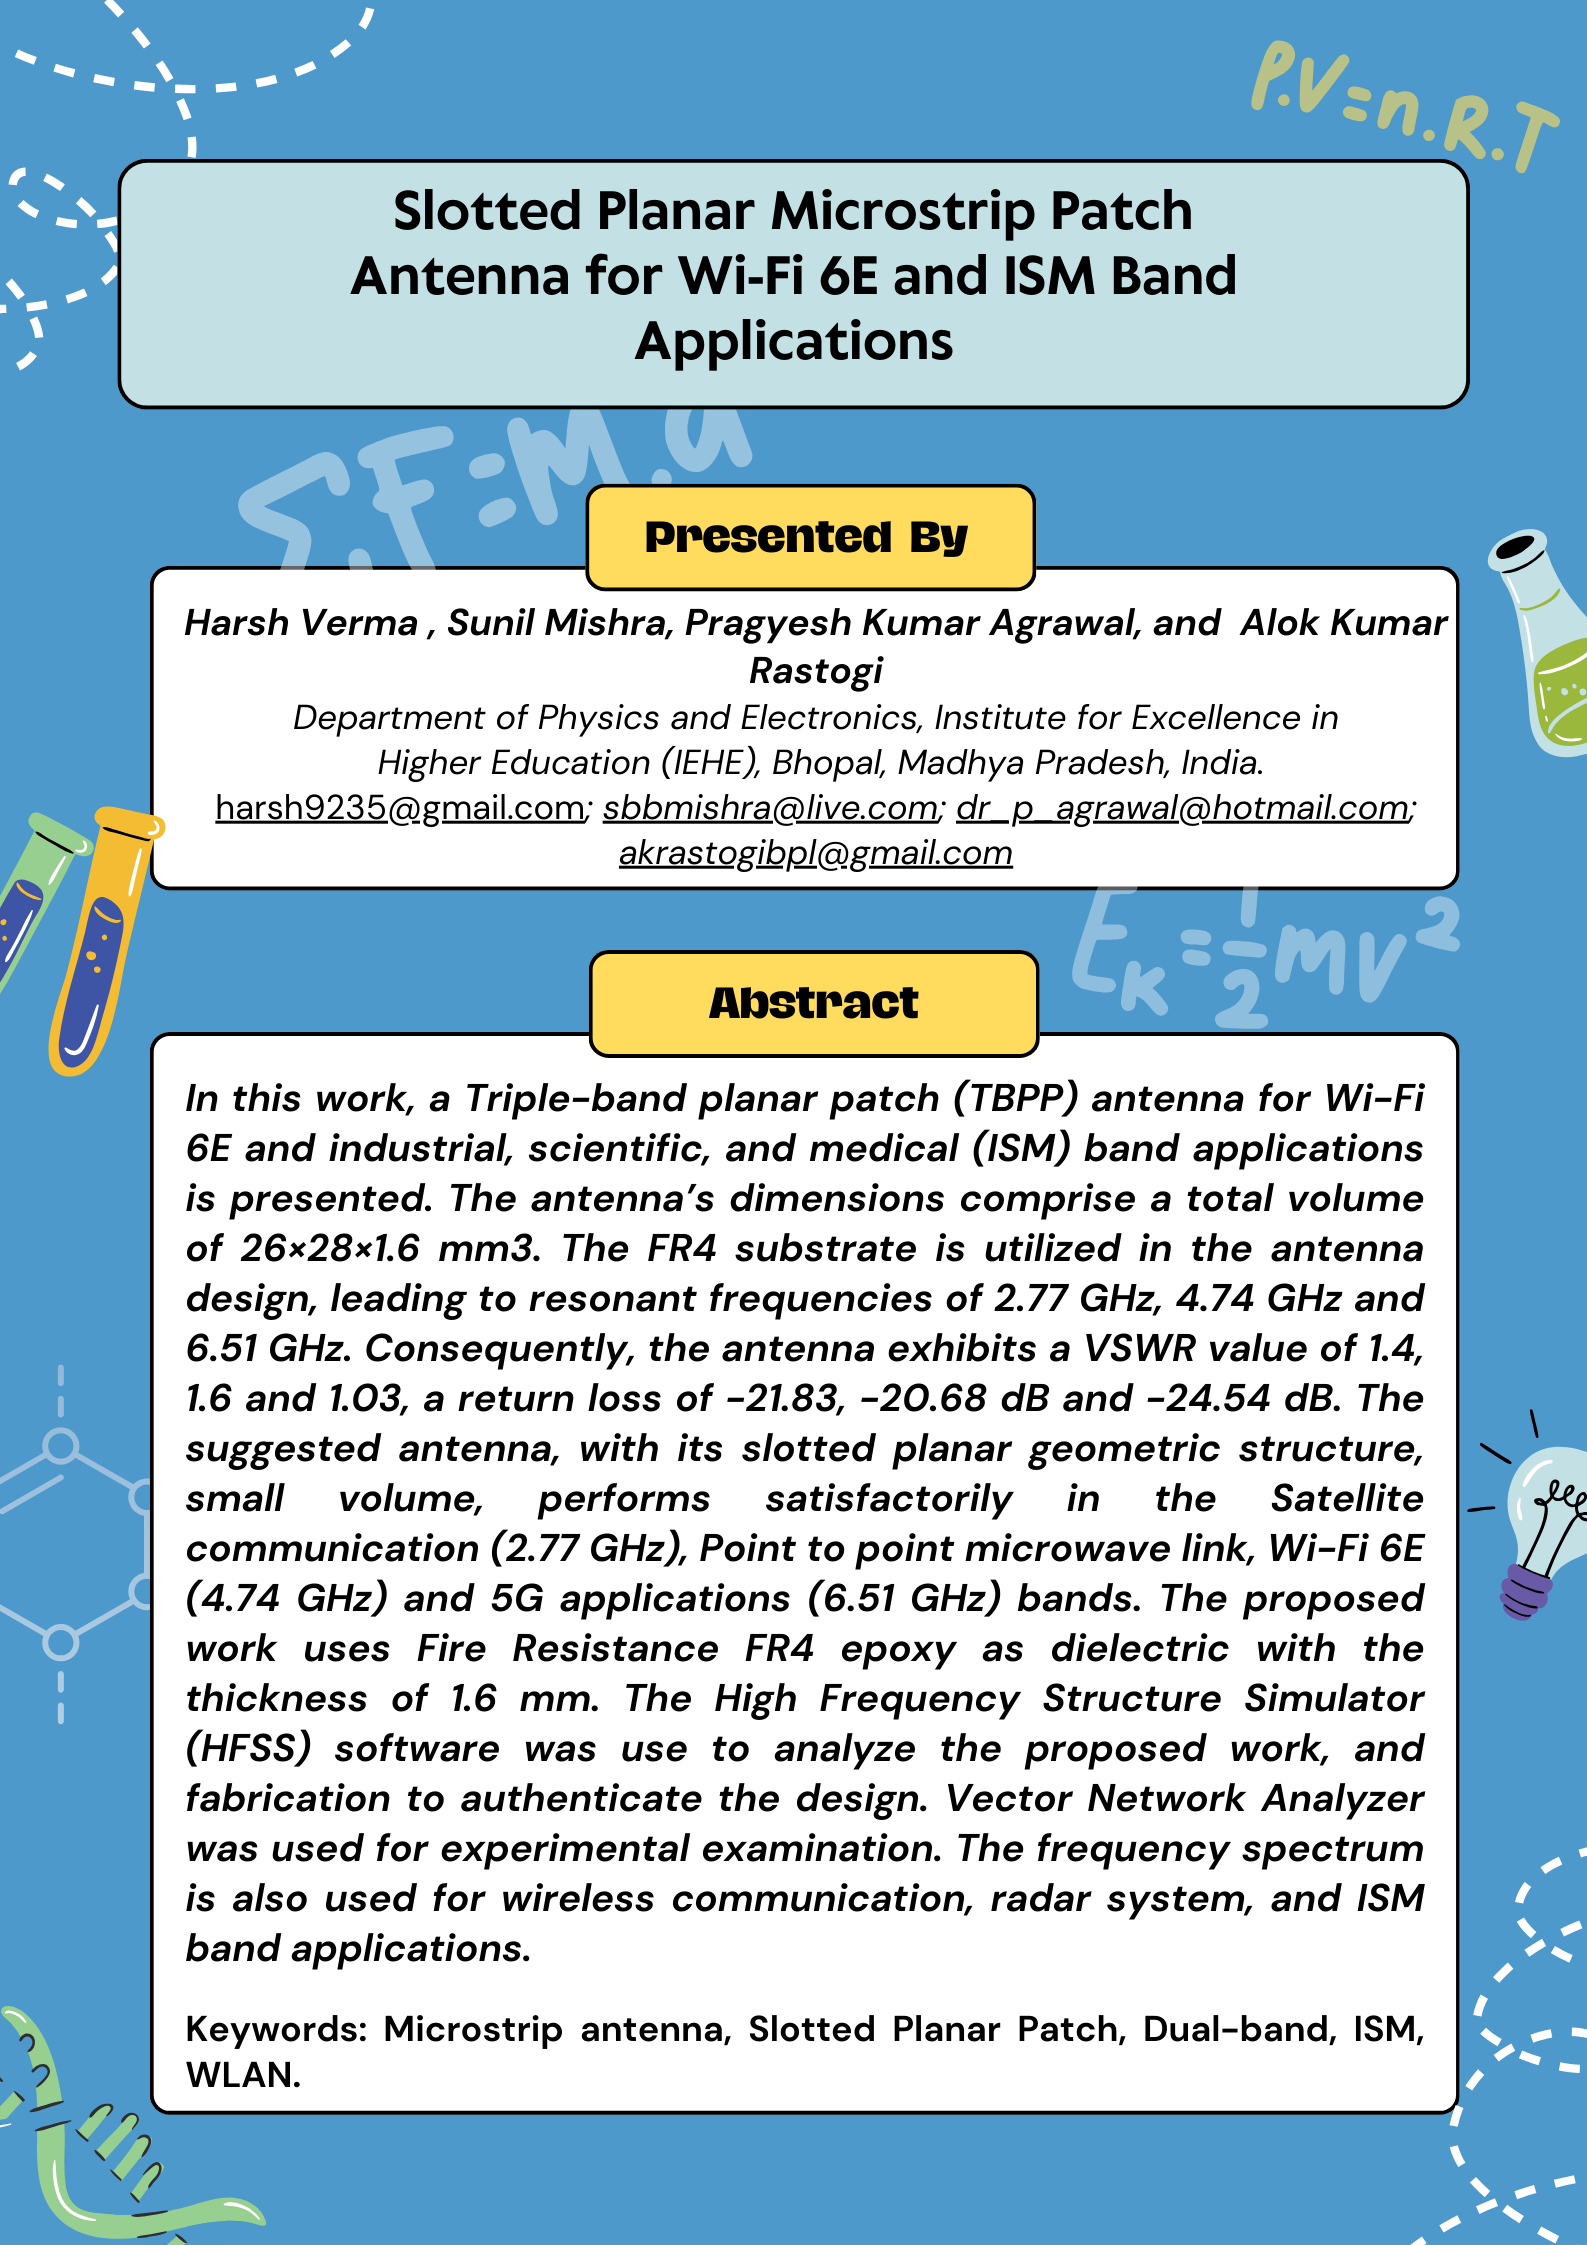 P.V=n.R.T
Slotted Planar Microstrip Patch
Antenna for Wi-Fi 6E and ISM Band
Applications
Σ.F=M.a
Presented By
Harsh Verma , Sunil Mishra, Pragyesh Kumar Agrawal, and Alok Kumar
Rastogi
Department of Physics and Electronics, Institute for Excellence in
Higher Education (IEHE), Bhopal, Madhya Pradesh, India.
harsh9235@gmail.com; sbbmishra@live.com; dr_p_agrawal@hotmail.com;
akrastogibpl@gmail.com
EK=1/2mv²
Abstract
In this work, a Triple-band planar patch (TBPP) antenna for Wi-Fi
6E and industrial, scientific, and medical (ISM) band applications
is presented. The antenna’s dimensions comprise a total volume
of 26×28×1.6 mm3. The FR4 substrate is utilized in the antenna
design, leading to resonant frequencies of 2.77 GHz, 4.74 GHz and
6.51 GHz. Consequently, the antenna exhibits a VSWR value of 1.4,
1.6 and 1.03, a return loss of -21.83, -20.68 dB and -24.54 dB. The
suggested antenna, with its slotted planar geometric structure,
small volume, performs satisfactorily in the Satellite
communication (2.77 GHz), Point to point microwave link, Wi-Fi 6E
(4.74 GHz) and 5G applications (6.51 GHz) bands. The proposed
work uses Fire Resistance FR4 epoxy as dielectric with the
thickness of 1.6 mm. The High Frequency Structure Simulator
(HFSS) software was use to analyze the proposed work, and
fabrication to authenticate the design. Vector Network Analyzer
was used for experimental examination. The frequency spectrum
is also used for wireless communication, radar system, and ISM
band applications.
Keywords: Microstrip antenna, Slotted Planar Patch, Dual-band, ISM,
WLAN.